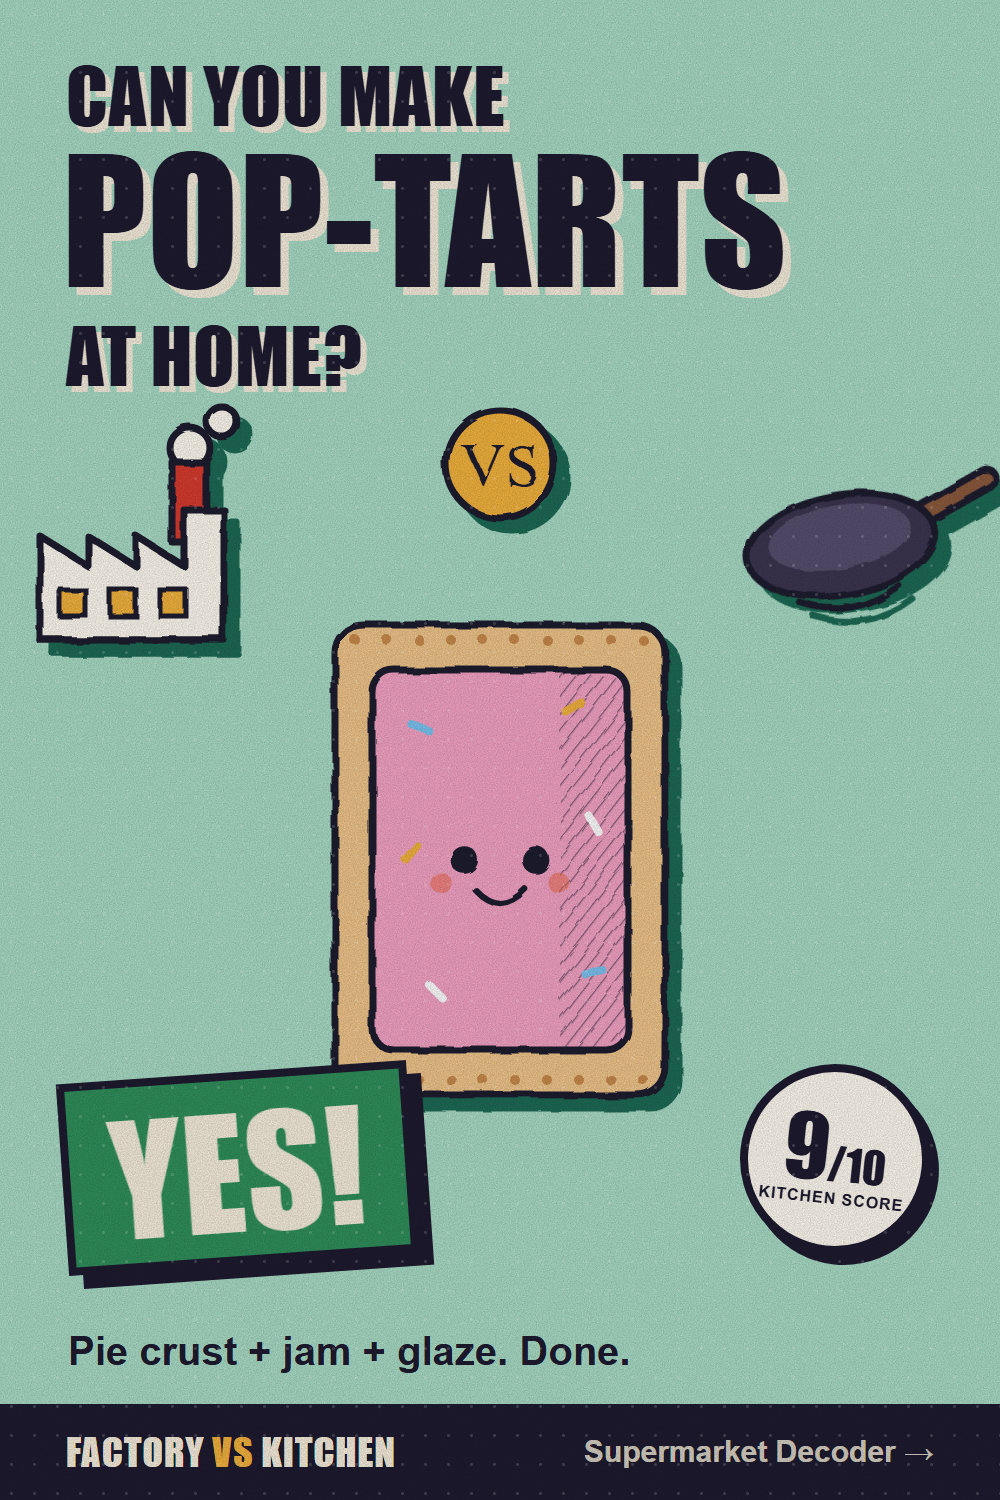 CAN YOU MAKE
POP-TARTS
AT HOME?
VS
YES!
9/10
KITCHEN SCORE
Pie crust + jam + glaze. Done.
FACTORY VS KITCHEN
Supermarket Decoder →